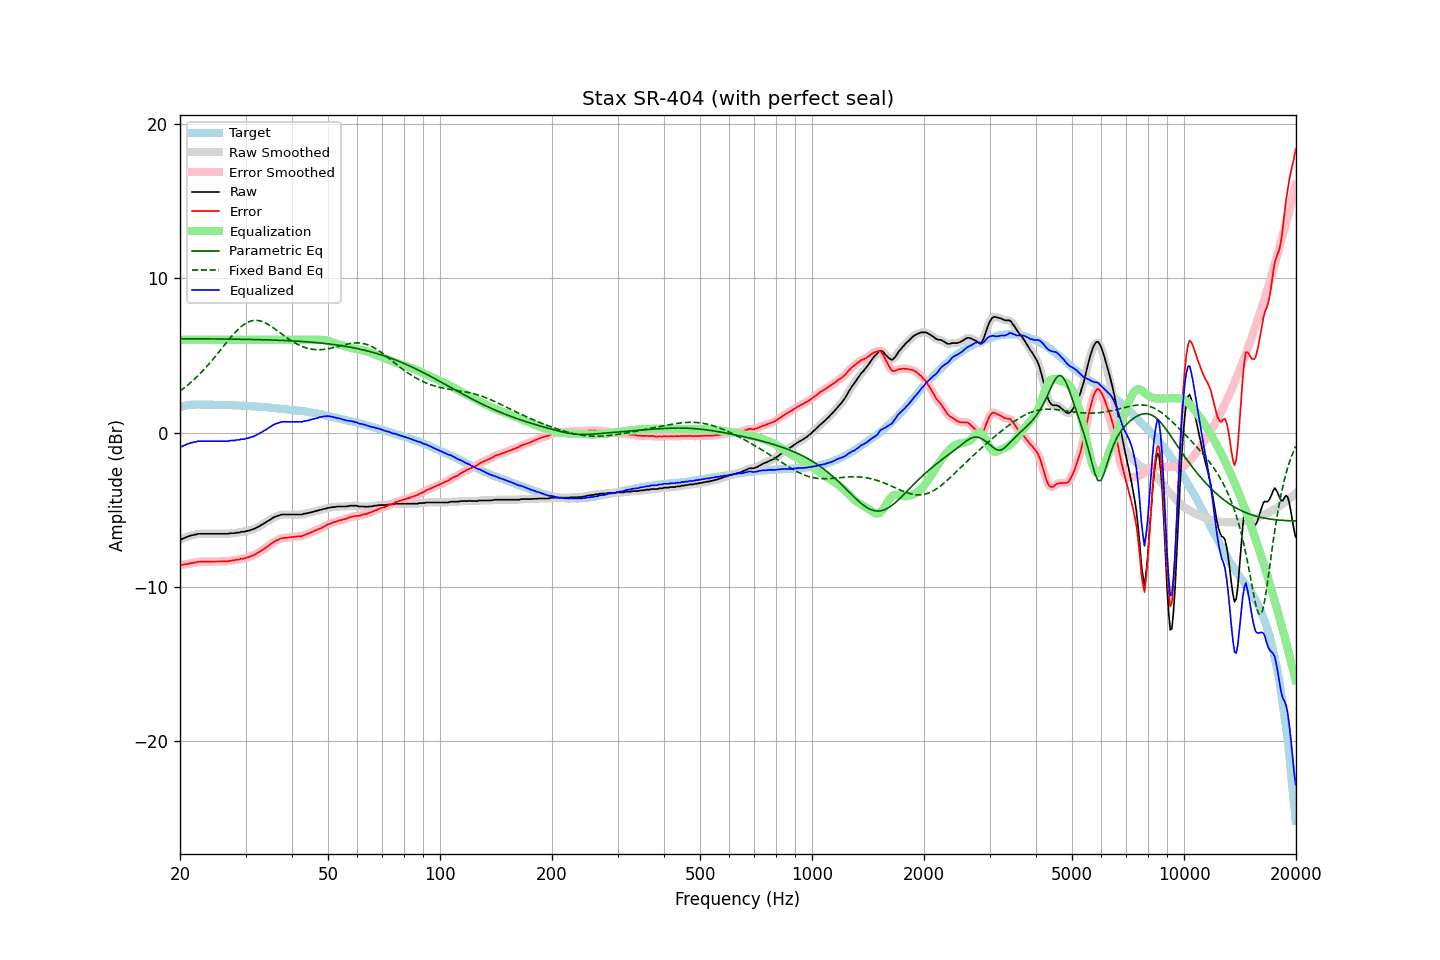 Stax SR-404 (with perfect seal)
Target
Raw Smoothed
Error Smoothed
Raw
Error
Equalization
Parametric Eq
Fixed Band Eq
Equalized
20
10
0
−10
−20
Amplitude (dBr)
20
50
100
200
500
1000
2000
5000
10000
20000
Frequency (Hz)